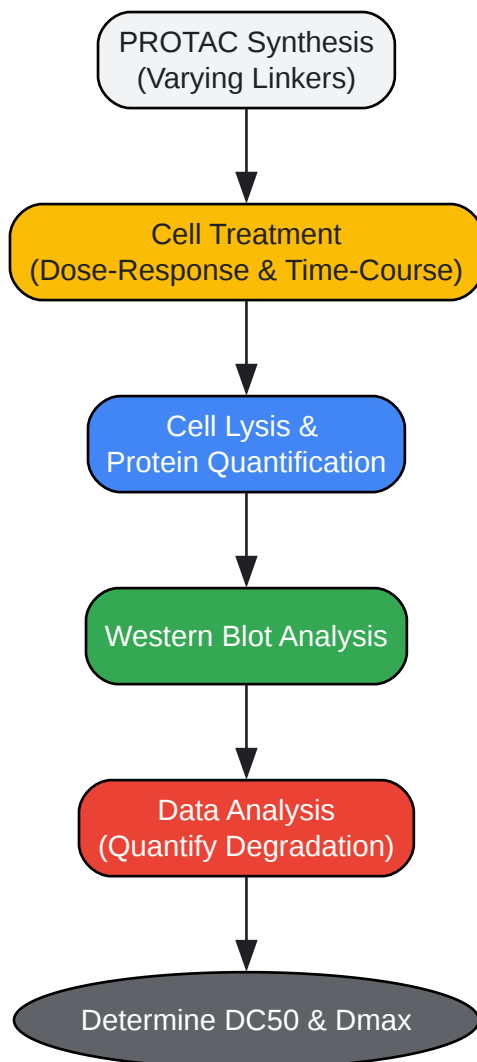 PROTAC Synthesis
(Varying Linkers)
Cell Treatment
(Dose-Response & Time-Course)
Cell Lysis &
Protein Quantification
Western Blot Analysis
Data Analysis
(Quantify Degradation)
Determine DC50 & Dmax